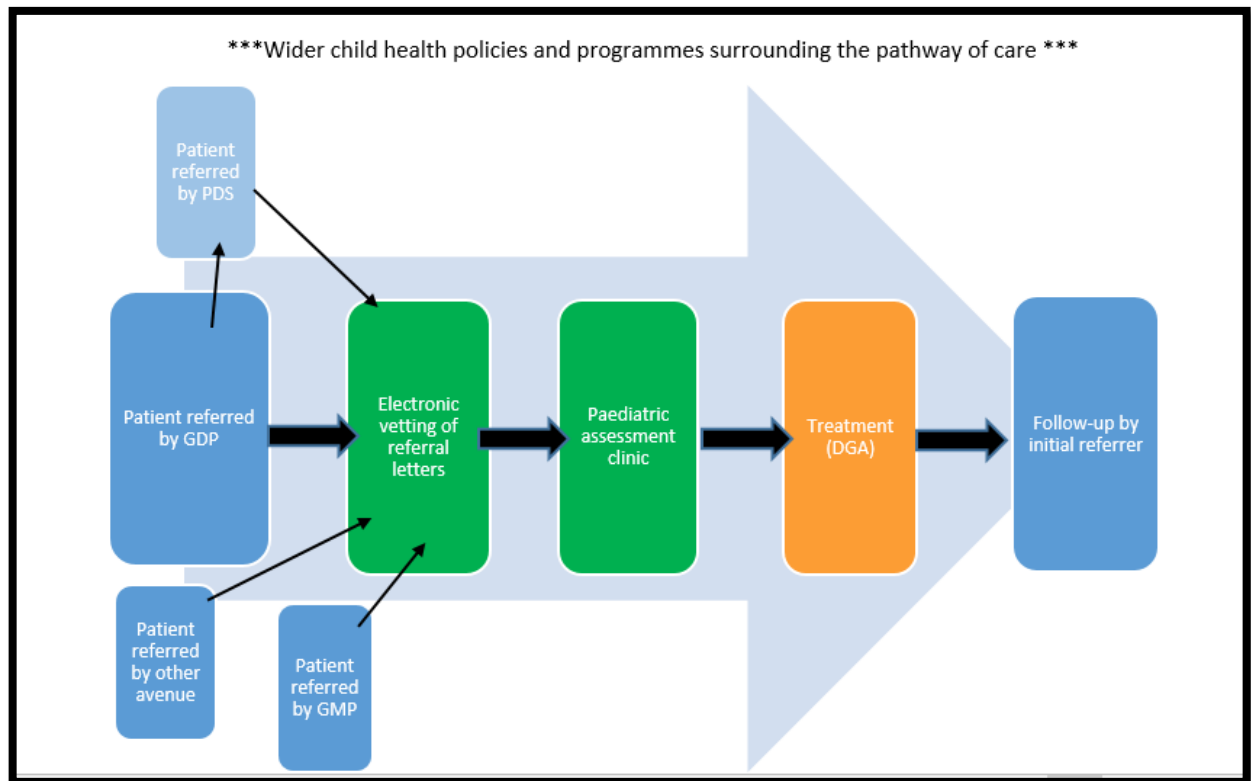 ***Wider child health policies and programmes surrounding the pathway of care ***
Patient
referred
by PDS
Patient referred
by GDP
Electronic
vetting of
referral
letters
Paediatric
assessment
clinic
Treatment
(DGA)
Follow-up by
initial referrer
Patient
referred
by other
avenue
Patient
referred
by GMP